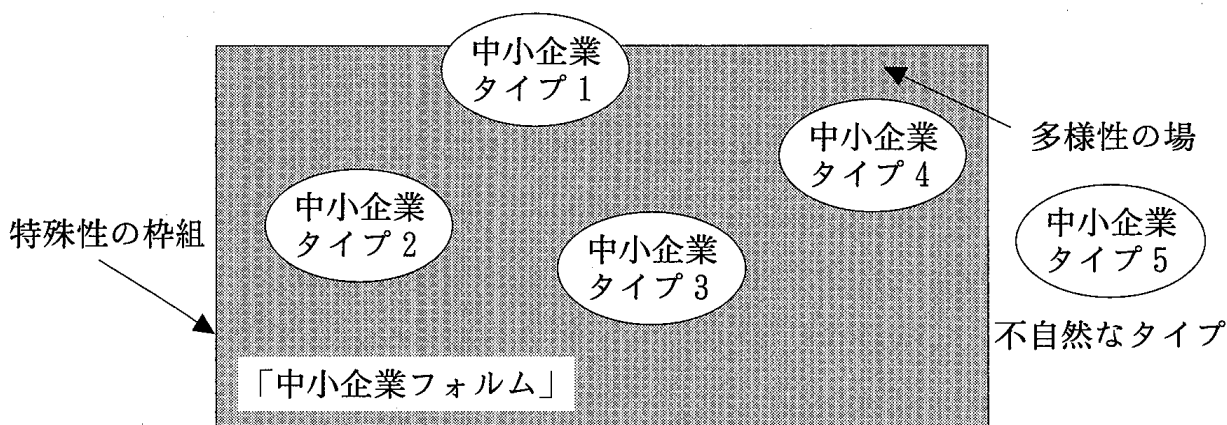 中小企業
タイプ1
中小企業
タイプ4
多様性の場
中小企業
タイプ2
中小企業
タイプ3
中小企業
タイプ5
特殊性の枠組
不自然なタイプ
「中小企業フォルム」